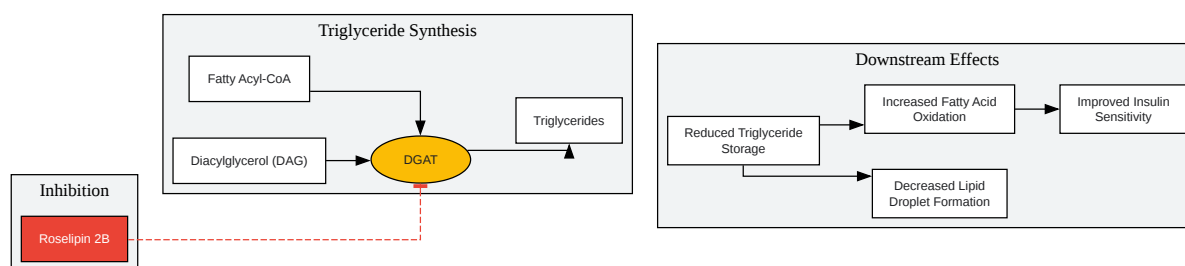 Triglyceride Synthesis
Fatty Acyl-CoA
Diacylglycerol (DAG)
DGAT
Triglycerides
Inhibition
Roselipin 2B
Downstream Effects
Reduced Triglyceride
Storage
Increased Fatty Acid
Oxidation
Improved Insulin
Sensitivity
Decreased Lipid
Droplet Formation